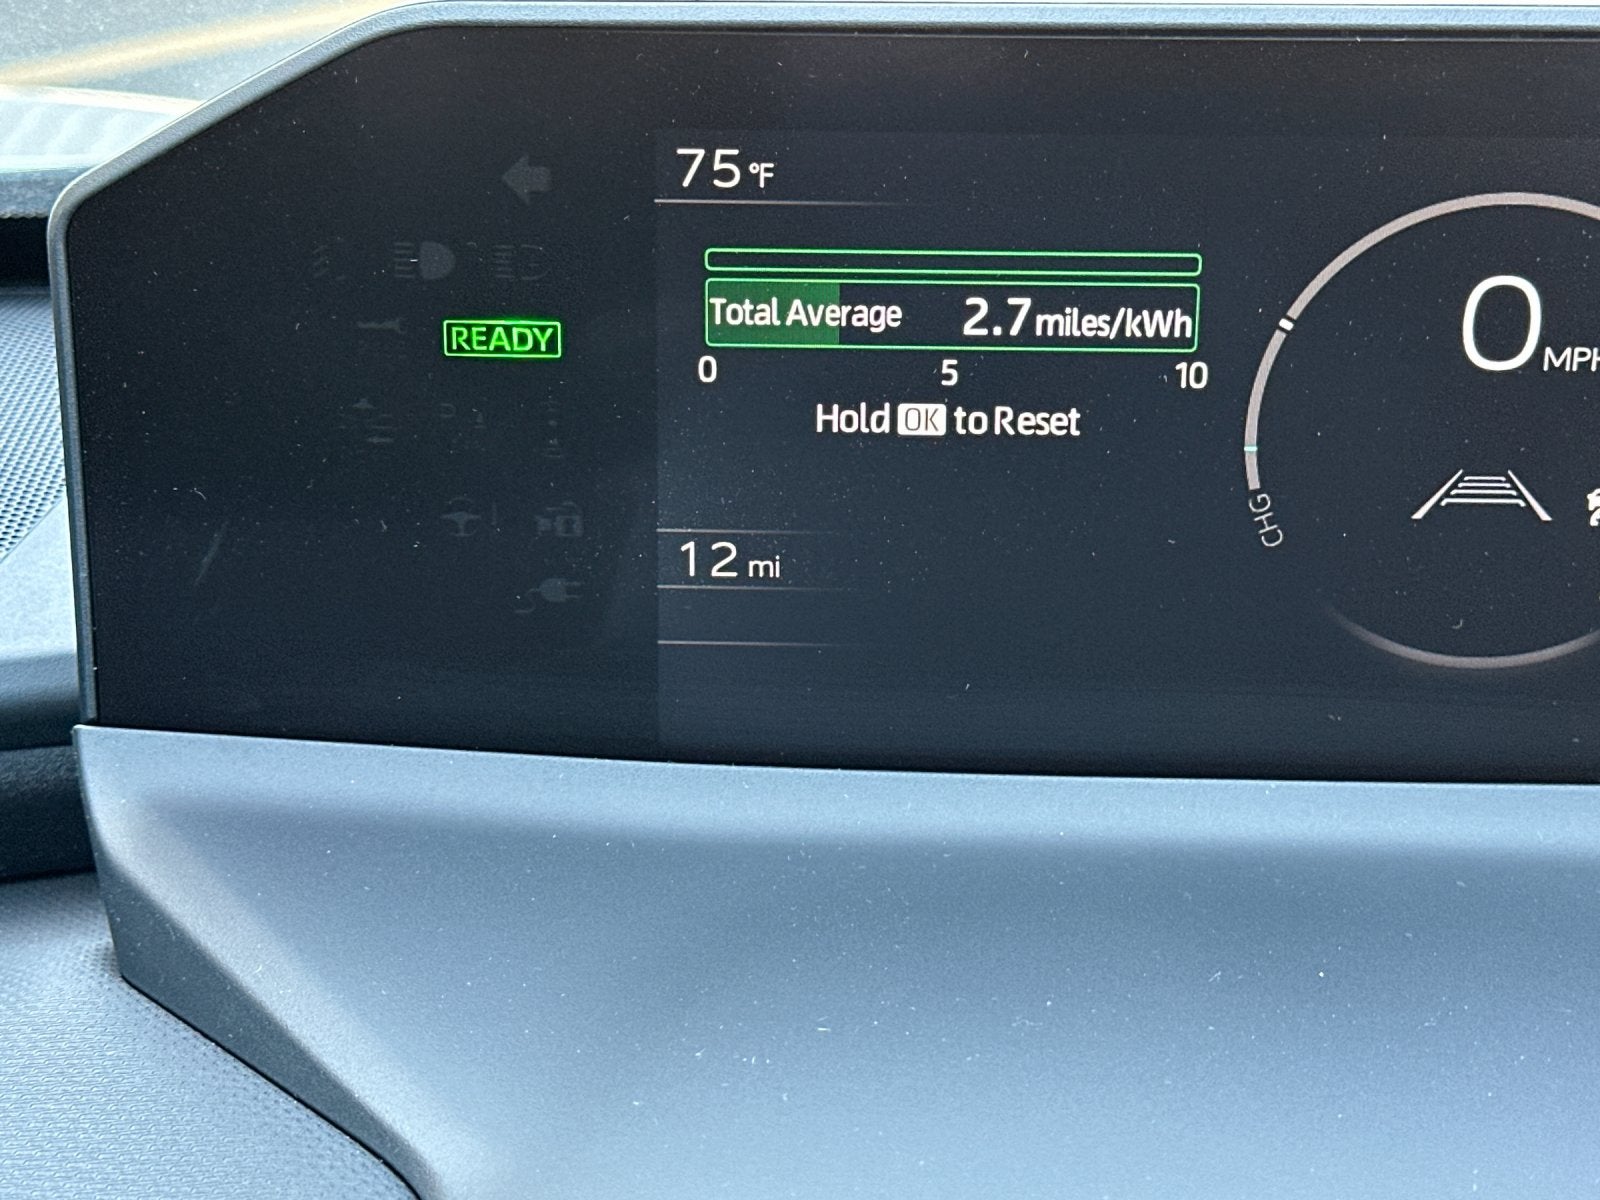 75 °F
Total Average 2.7 miles/kWh
0 5 10
Hold OK to Reset
READY
0 MPH
CHG
12 mi